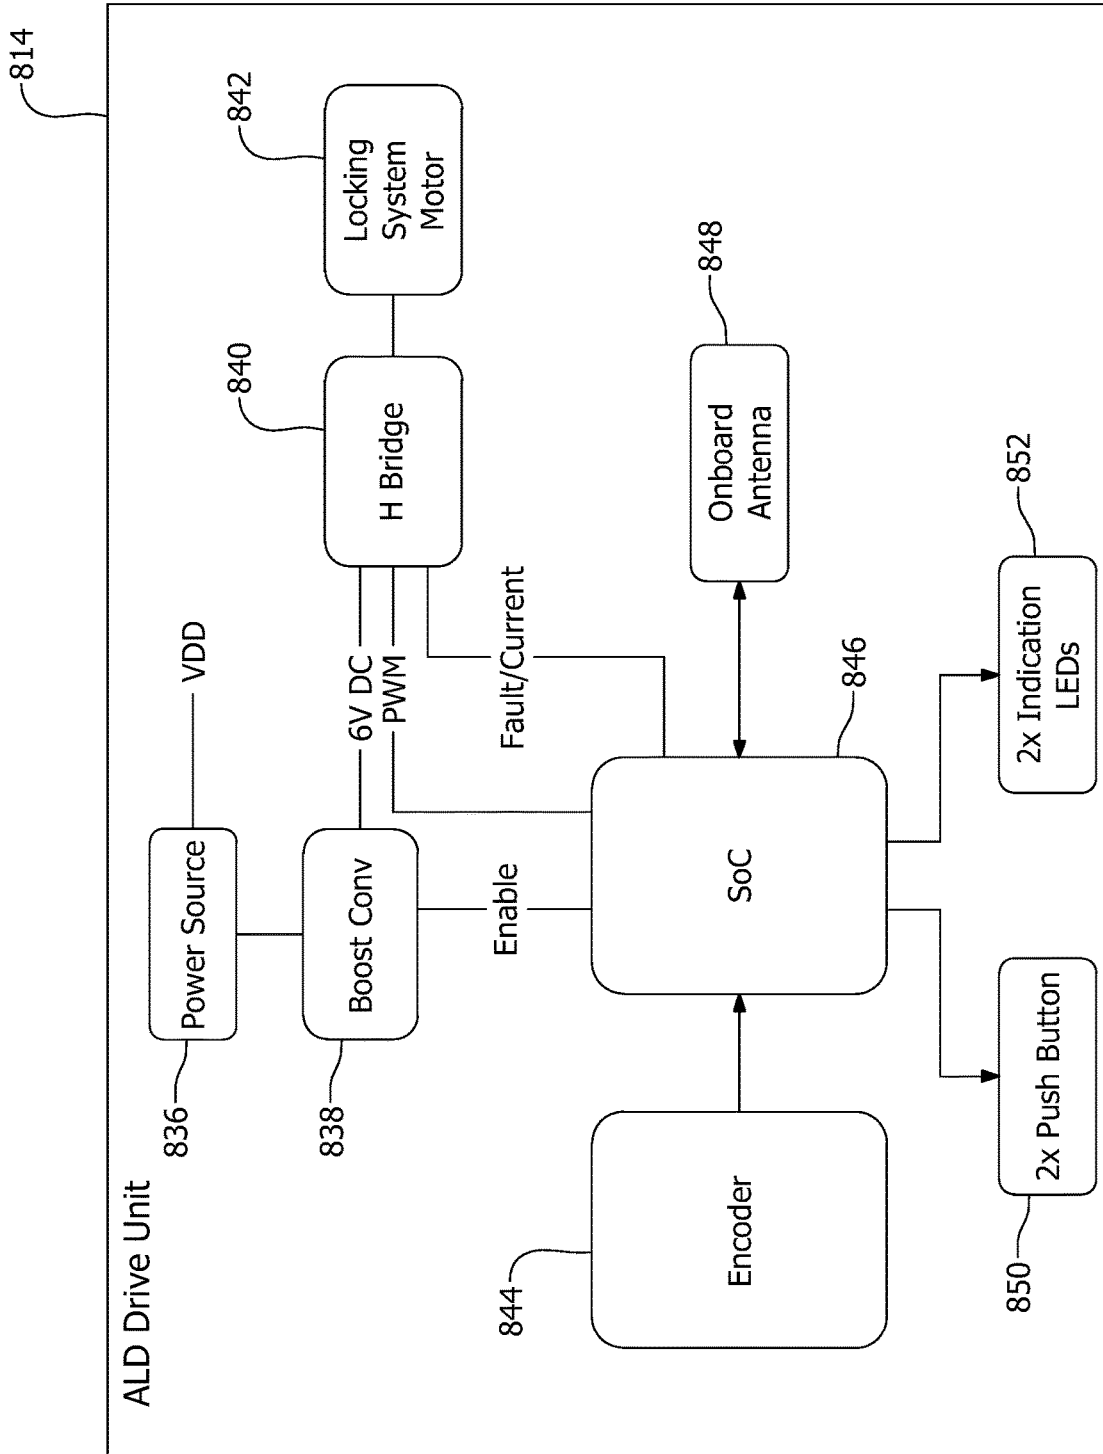 814
ALD Drive Unit
836
Power Source
VDD
838
Boost Conv
6V DC
PWM
840
H Bridge
842
Locking
System
Motor
Enable
Fault/Current
844
Encoder
SoC
846
848
Onboard
Antenna
850
2x Push Button
852
2x Indication
LEDs